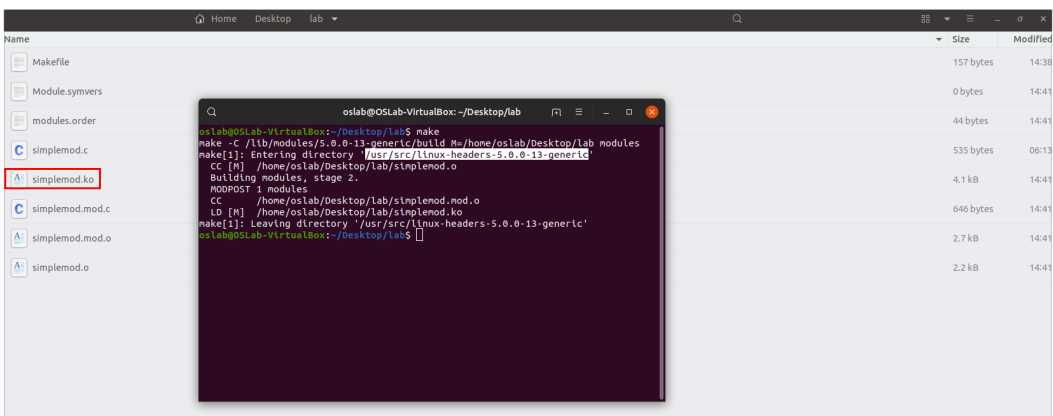 Home Desktop lab
Name Size Modified
Makefile 157 bytes 14:38
Module.symvers 0 bytes 14:41
modules.order 44 bytes 14:41
simplemod.c 535 bytes 06:13
simplemod.ko 4.1 kB 14:41
simplemod.mod.c 646 bytes 14:41
simplemod.mod.o 2.7 kB 14:41
simplemod.o 2.2 kB 14:41
oslab@OSLab-VirtualBox: ~/Desktop/lab
oslab@OSLab-VirtualBox:~/Desktop/lab$ make
make -C /lib/modules/5.0.0-13-generic/build M=/home/oslab/Desktop/lab modules
make[1]: Entering directory '/usr/src/linux-headers-5.0.0-13-generic'
CC [M] /home/oslab/Desktop/lab/simplemod.o
Building modules, stage 2.
MODPOST 1 modules
CC /home/oslab/Desktop/lab/simplemod.mod.o
LD [M] /home/oslab/Desktop/lab/simplemod.ko
make[1]: Leaving directory '/usr/src/linux-headers-5.0.0-13-generic'
oslab@OSLab-VirtualBox:~/Desktop/lab$